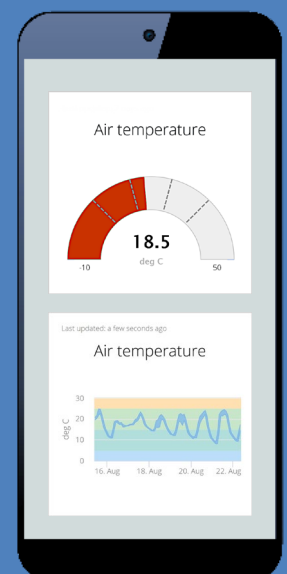 Air temperature
18.5
deg C
-10
50
Last updated: a few seconds ago
Air temperature
30
20
10
0
deg C
16. Aug
18. Aug
20. Aug
22. Aug